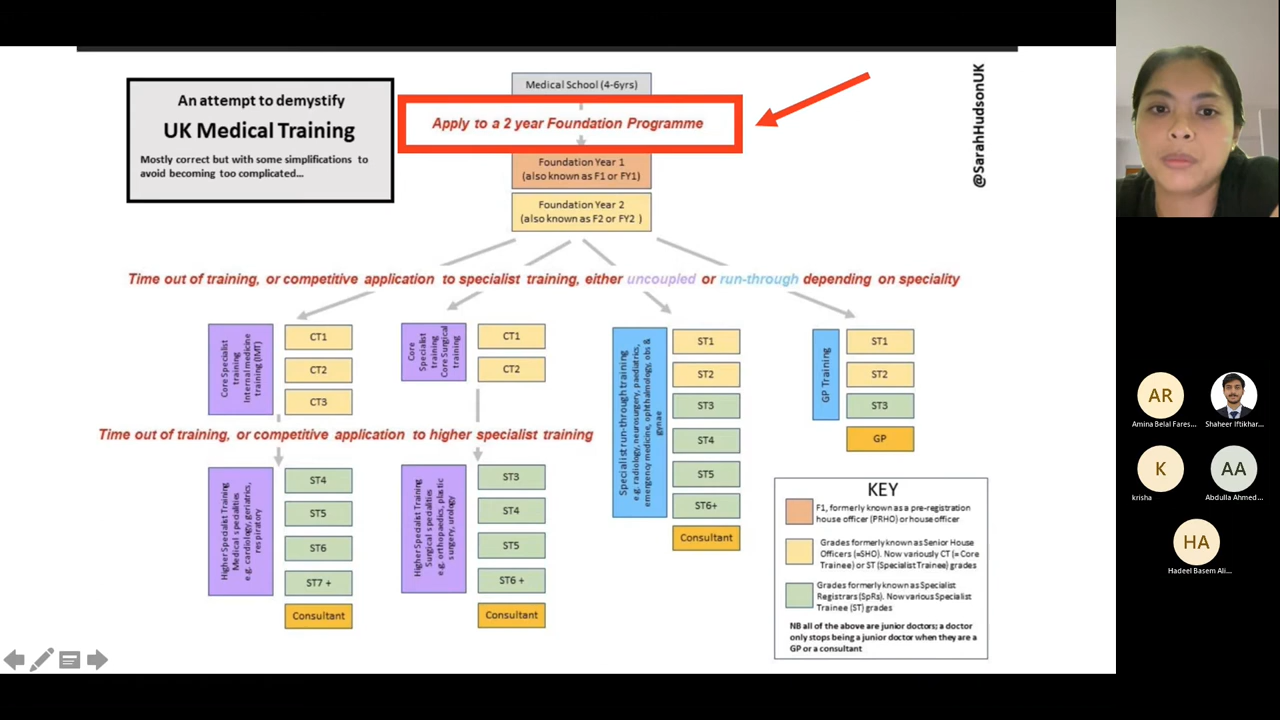 An attempt to demystify
UK Medical Training
Mostly correct but with some simplifications to
avoid becoming too complicated...
Medical School (4-6yrs)
Apply to a 2 year Foundation Programme
Foundation Year 1
(also known as F1 or FY1)
Foundation Year 2
(also known as F2 or FY2 )
@SarahHudsonUK
Time out of training, or competitive application to specialist training, either uncoupled or run-through depending on speciality
Core Specialist
training
Internal medicine
training (IMT)
CT1
CT2
CT3
Core
Specialist
training
Core Surgical
training
CT1
CT2
Specialist run-through training
e.g. radiology, neurosurgery, paediatrics,
emergency medicine, ophthalmology, obs &
gynae
ST1
ST2
ST3
ST4
ST5
ST6+
Consultant
GP Training
ST1
ST2
ST3
GP
Time out of training, or competitive application to higher specialist training
Higher Specialist Training
Medical specialities
e.g. cardiology, geriatrics,
respiratory
ST4
ST5
ST6
ST7 +
Consultant
Higher Specialist Training
Surgical specialities
e.g. orthopaedics, plastic
surgery, urology
ST3
ST4
ST5
ST6 +
Consultant
KEY
F1, formerly known as a pre-registration
house officer (PRHO) or house officer
Grades formerly known as Senior House
Officers (=SHO). Now variously CT (= Core
Trainee) or ST (Specialist Trainee) grades
Grades formerly known as Specialist
Registrars (SpRs). Now various Specialist
Trainee (ST) grades
NB all of the above are junior doctors; a doctor
only stops being a junior doctor when they are a
GP or a consultant
AR
Amina Belal Fares...
Shaheer Iftikhar...
K
krisha
AA
Abdulla Ahmed...
HA
Hadeel Basem Ali...